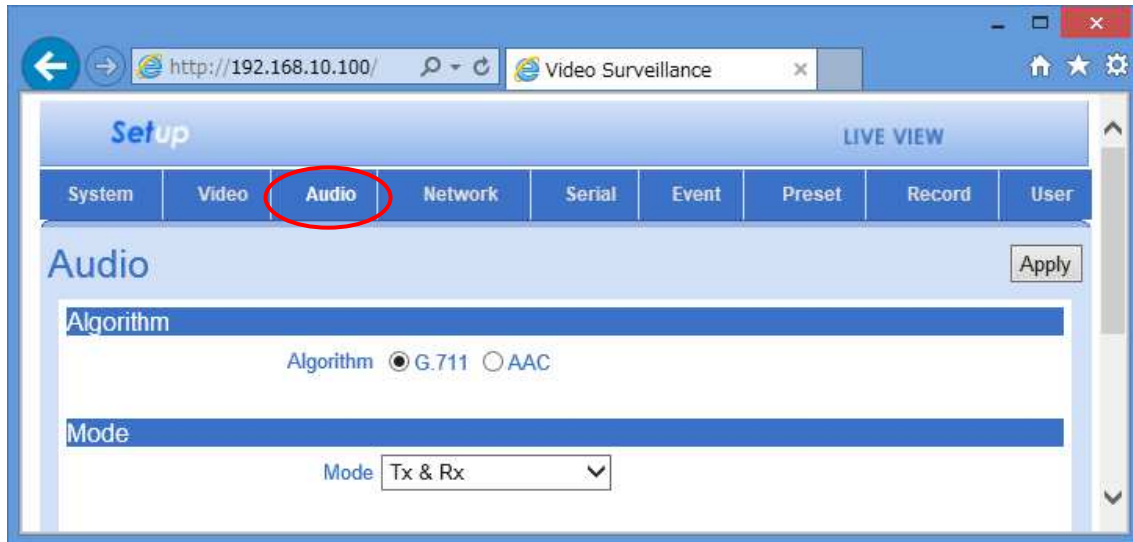 http://192.168.10.100/
Video Surveillance
Setup
LIVE VIEW
System Video Audio Network Serial Event Preset Record User
Audio
Apply
Algorithm
Algorithm G.711 AAC
Mode
Mode Tx & Rx